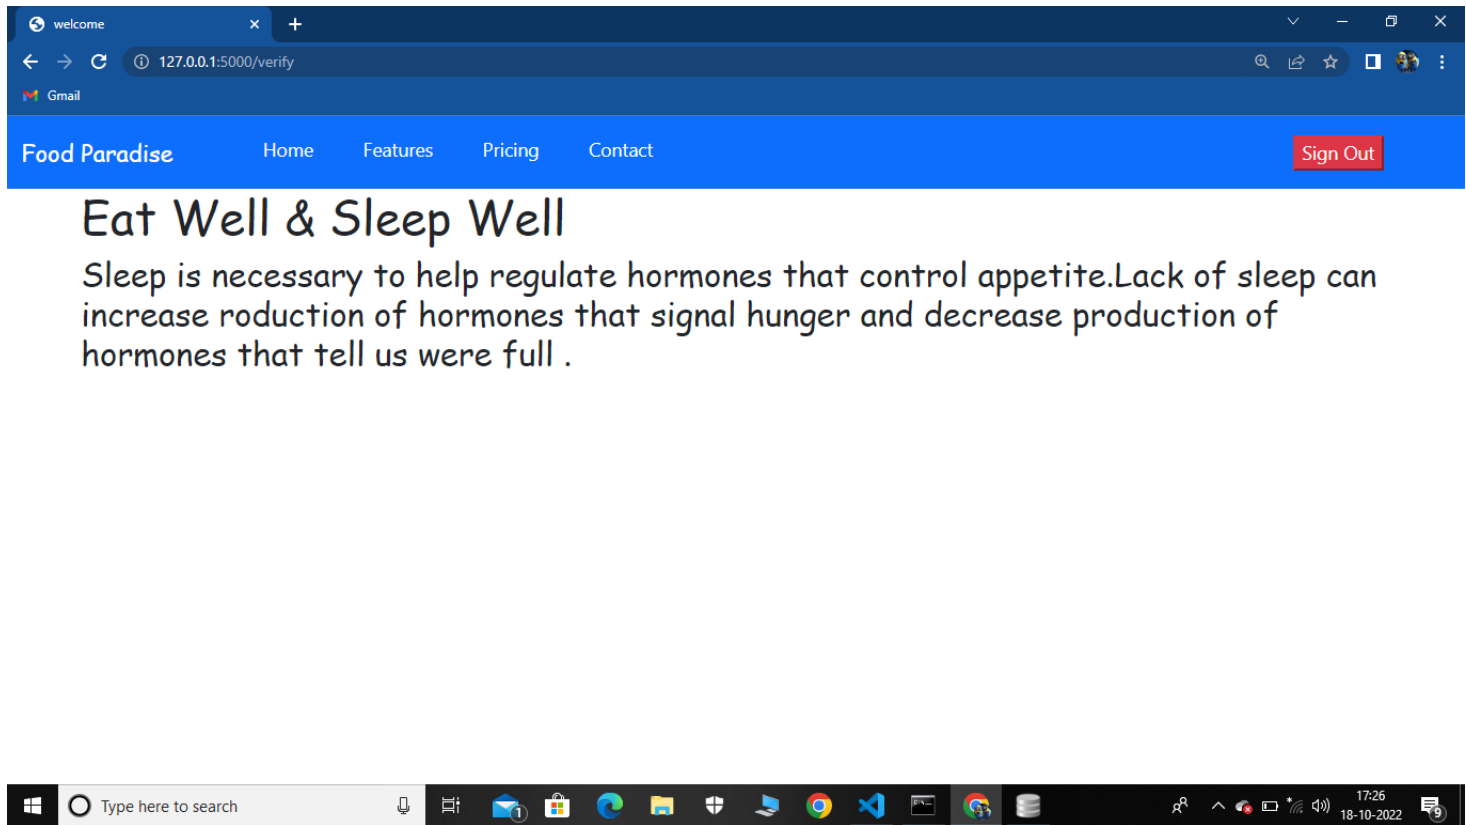 welcome
127.0.0.1:5000/verify
Gmail
Food Paradise Home Features Pricing Contact Sign Out
Eat Well & Sleep Well
Sleep is necessary to help regulate hormones that control appetite.Lack of sleep can
increase roduction of hormones that signal hunger and decrease production of
hormones that tell us were full .
Type here to search
1
17:26
18-10-2022
9